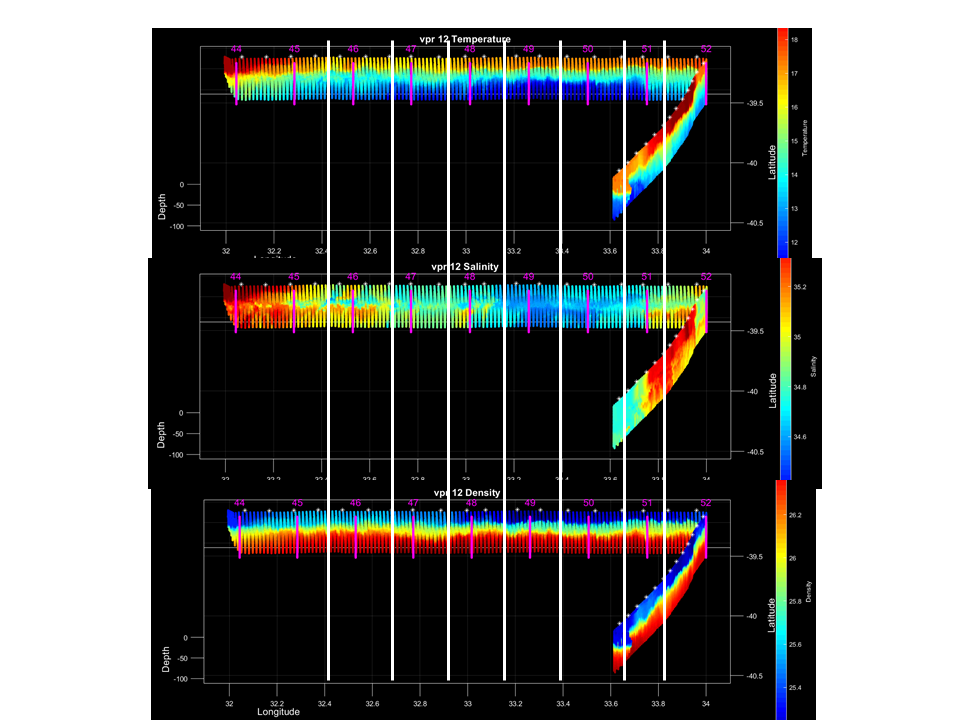 vpr 12 Temperature
44 45 46 47 48 49 50 51 52
18
17
16
15
14
13
12
Temperature
-39.5
-40
-40.5
Latitude
0
-50
-100
Depth
32 32.2 32.4 32.6 32.8 33 33.2 33.4 33.6 33.8 34
Longitude
vpr 12 Salinity
44 45 46 47 48 49 50 51 52
35.2
35
34.8
34.6
Salinity
-39.5
-40
-40.5
Latitude
0
-50
-100
Depth
vpr 12 Density
44 45 46 47 48 49 50 51 52
26.2
26
25.8
25.6
25.4
Density
-39.5
-40
-40.5
Latitude
0
-50
-100
Depth
32 32.2 32.4 32.6 32.8 33 33.2 33.4 33.6 33.8 34
Longitude